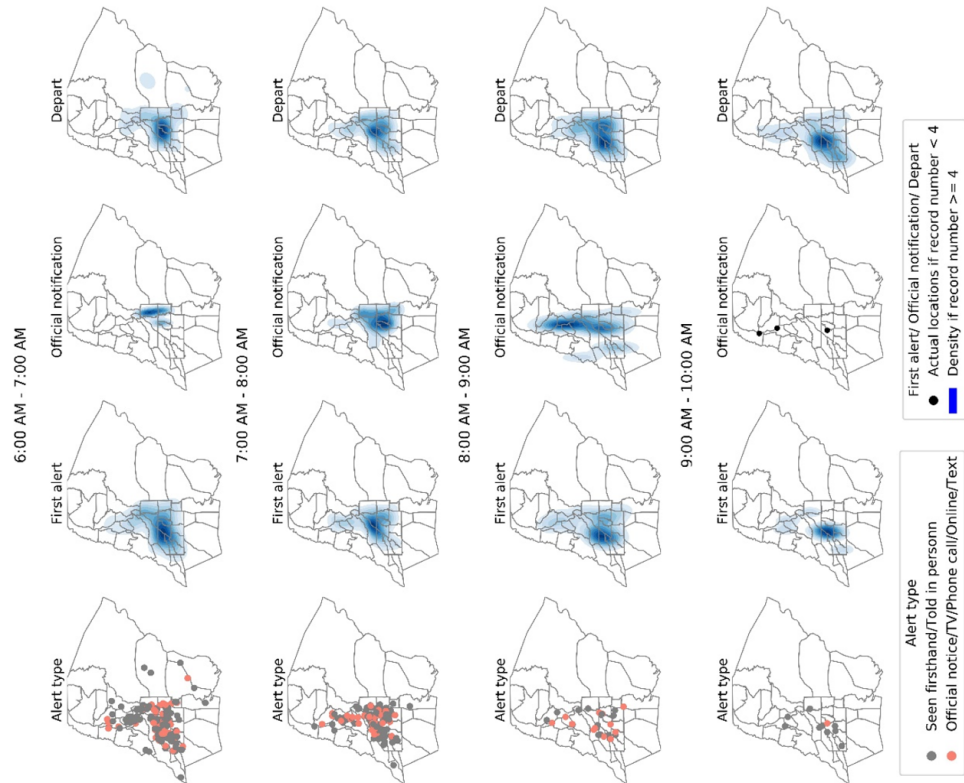 6:00 AM - 7:00 AM
Alert type
First alert
Official notification
Depart
7:00 AM - 8:00 AM
Alert type
First alert
Official notification
Depart
8:00 AM - 9:00 AM
Alert type
First alert
Official notification
Depart
9:00 AM - 10:00 AM
Alert type
First alert
Official notification
Depart
Alert type
Seen firsthand/Told in personn
Official notice/TV/Phone call/Online/Text
First alert/ Official notification/ Depart
Actual locations if record number < 4
Density if record number >= 4